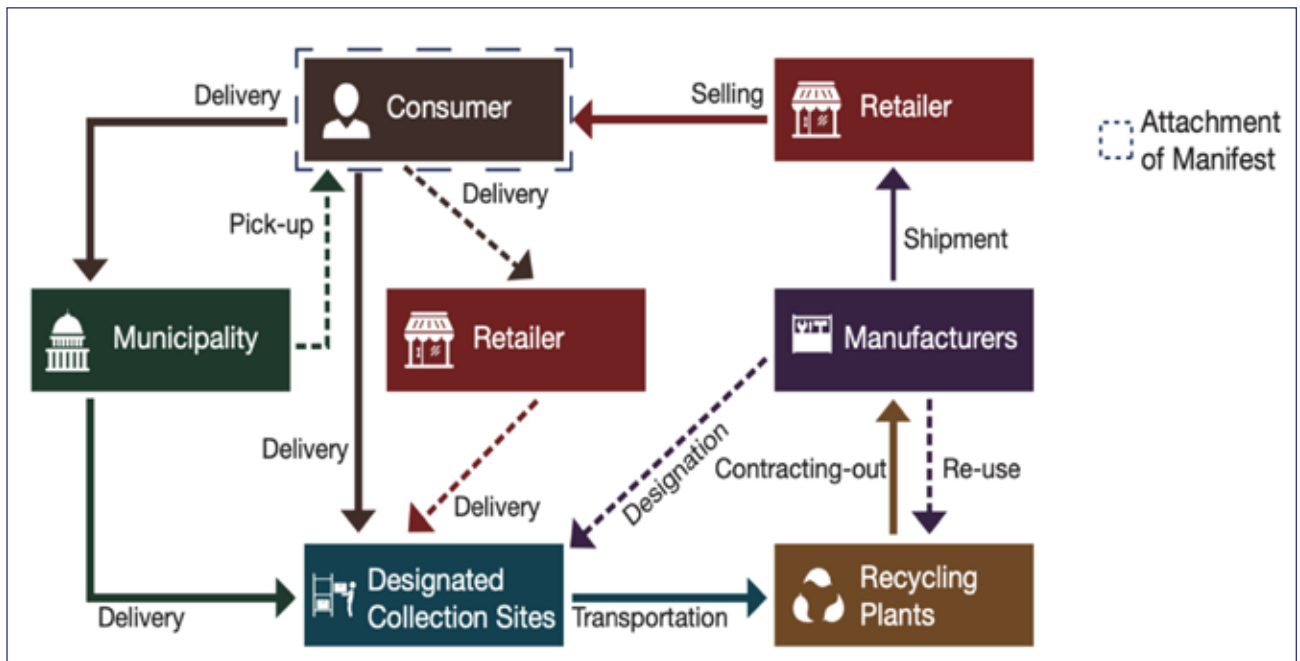 Delivery
Consumer
Selling
Retailer
Attachment
of Manifest
Pick-up
Delivery
Shipment
Municipality
Retailer
Manufacturers
Delivery
Delivery
Designation
Contracting-out
Re-use
Delivery
Designated
Collection Sites
Transportation
Recycling
Plants